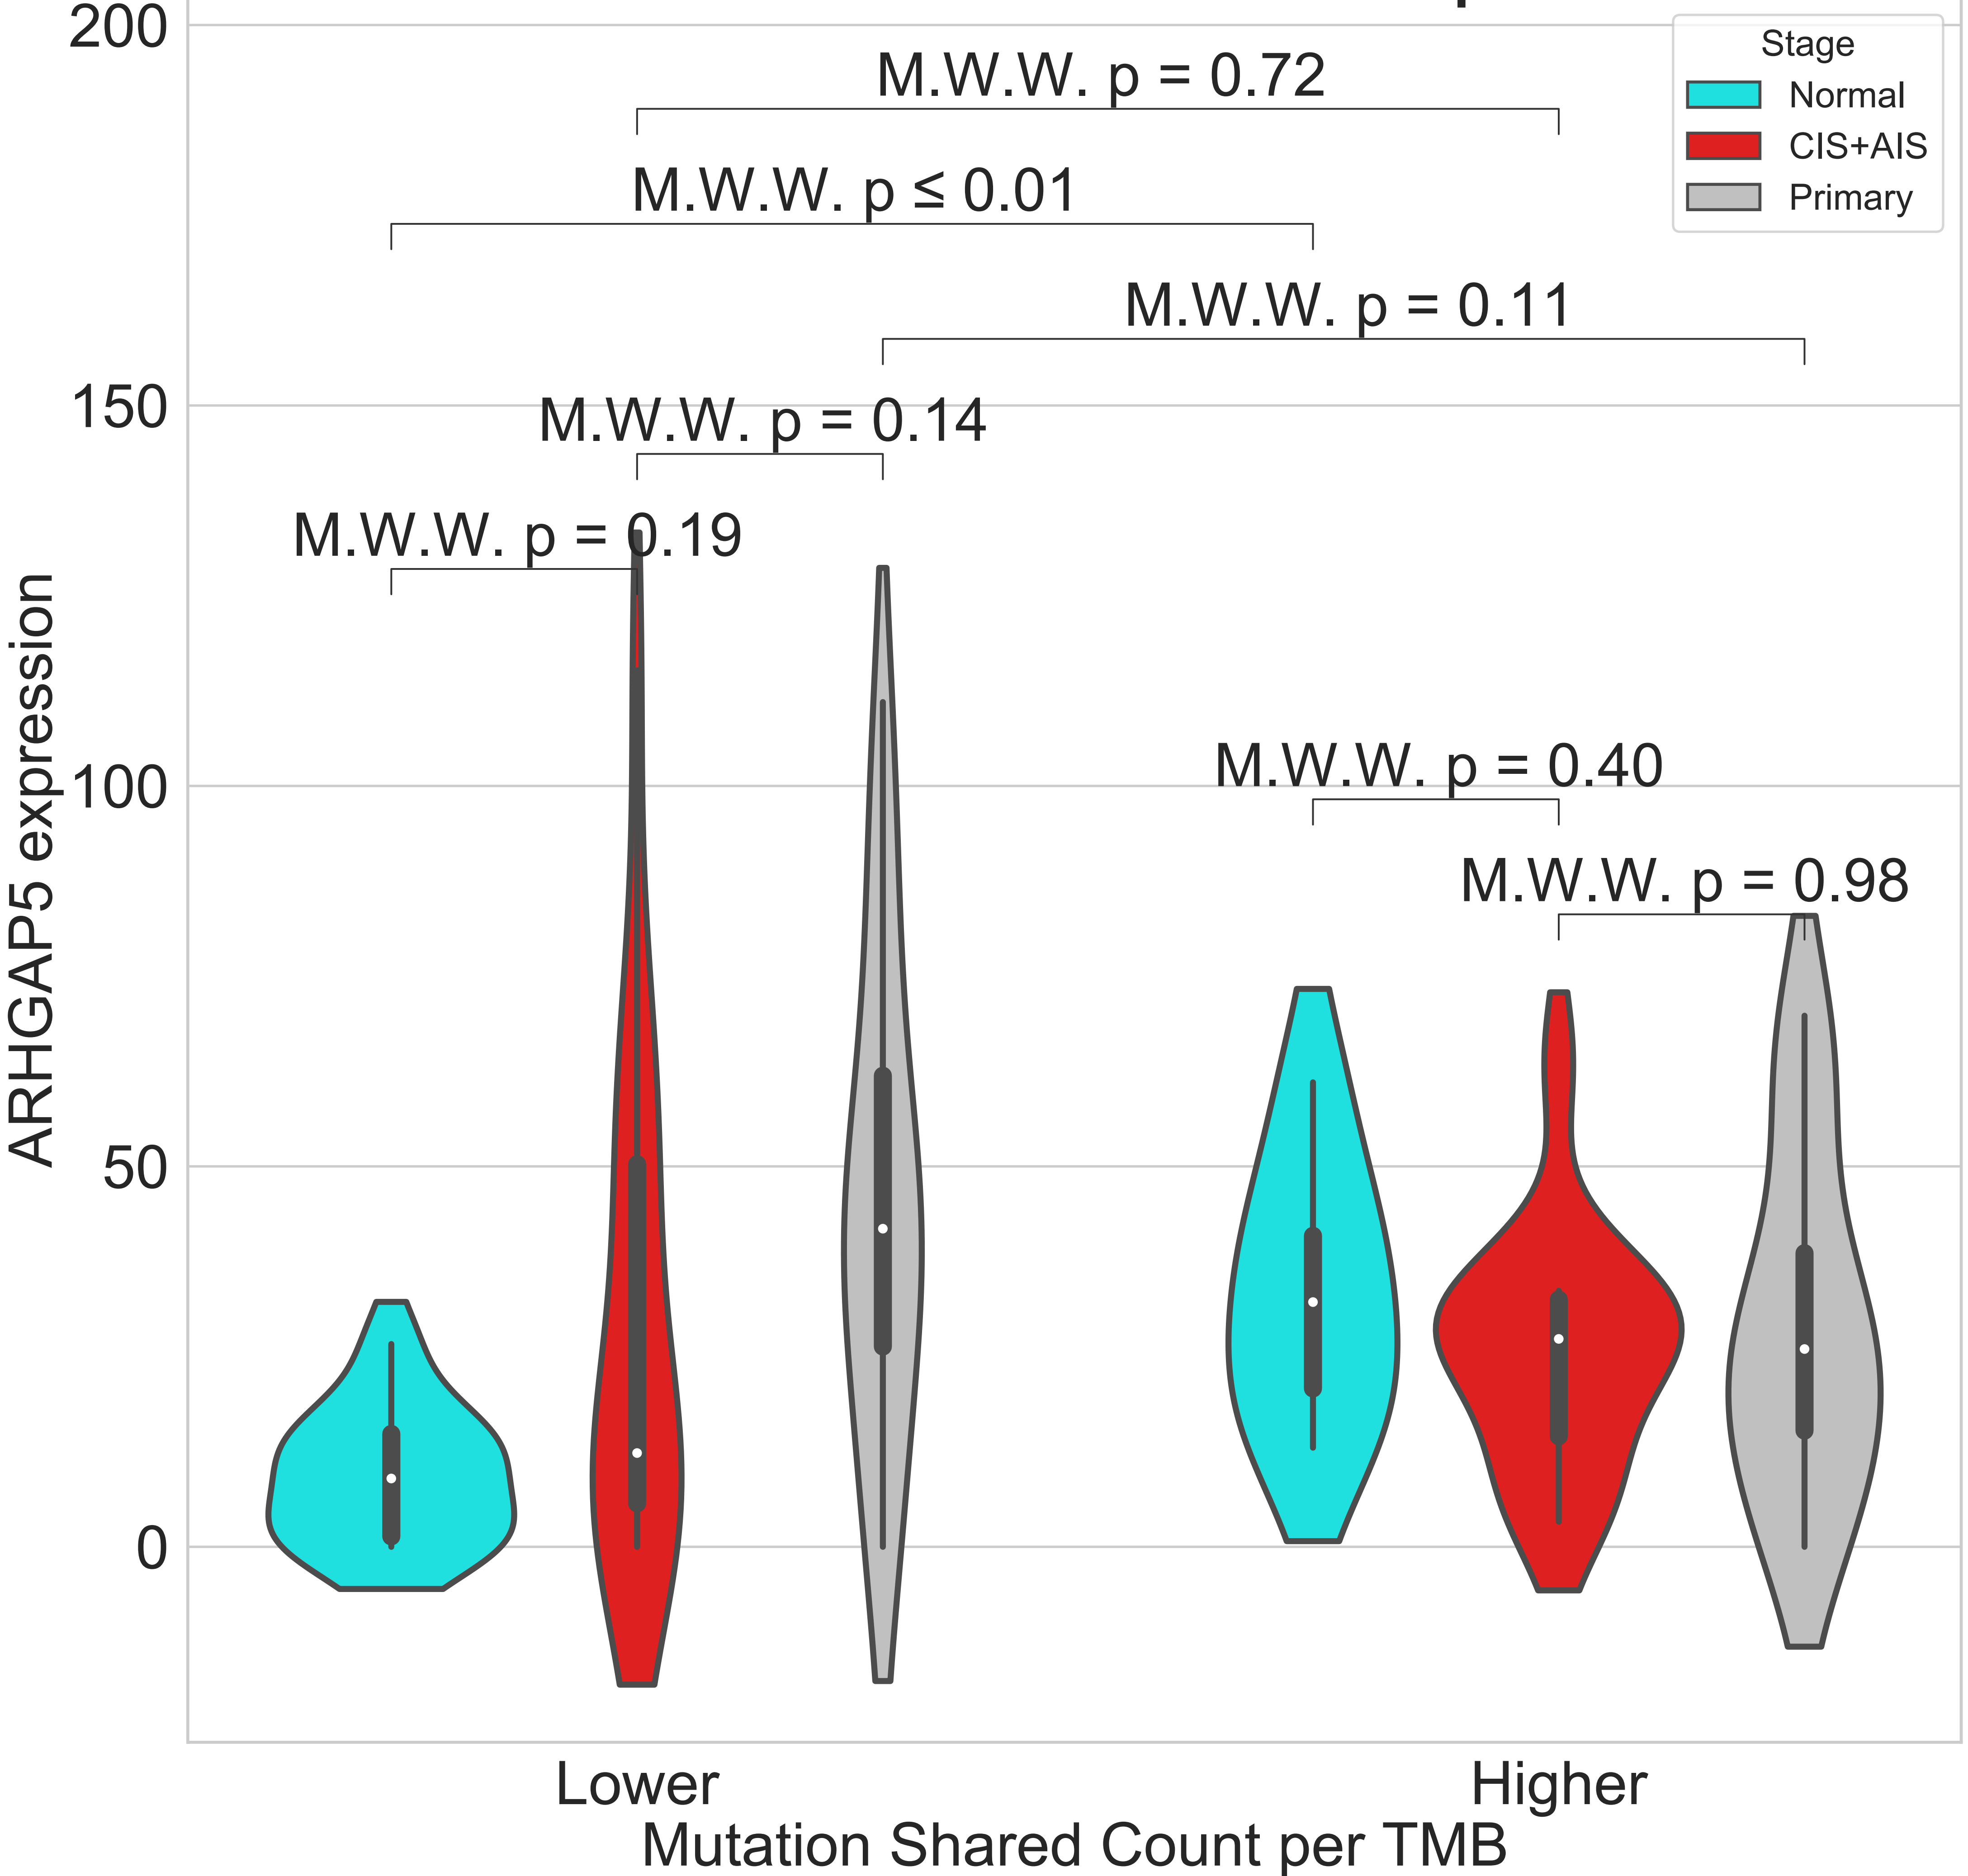 200
M.W.W. p = 0.72
Stage
Normal
CIS+AIS
Primary
M.W.W. p ≤ 0.01
M.W.W. p = 0.11
150
M.W.W. p = 0.14
M.W.W. p = 0.19
ARHGAP5 expression
100
M.W.W. p = 0.40
M.W.W. p = 0.98
50
0
Lower
Higher
Mutation Shared Count per TMB